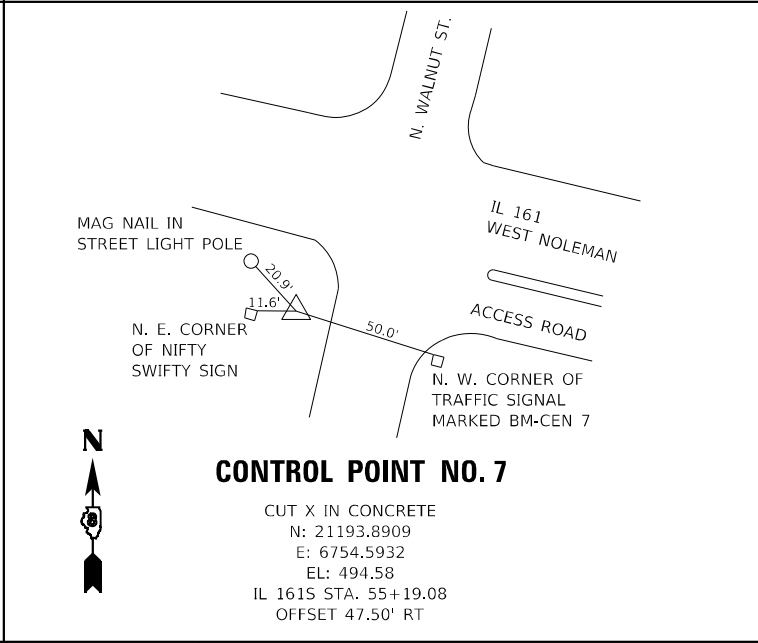 N. WALNUT ST.
IL 161
WEST NOLEMAN
MAG NAIL IN
STREET LIGHT POLE
20.9'
11.6'
50.0'
ACCESS ROAD
N. E. CORNER
OF NIFTY
SWIFTY SIGN
N. W. CORNER OF
TRAFFIC SIGNAL
MARKED BM-CEN 7
N
8
CONTROL POINT NO. 7
CUT X IN CONCRETE
N: 21193.8909
E: 6754.5932
EL: 494.58
IL 161S STA. 55+19.08
OFFSET 47.50' RT